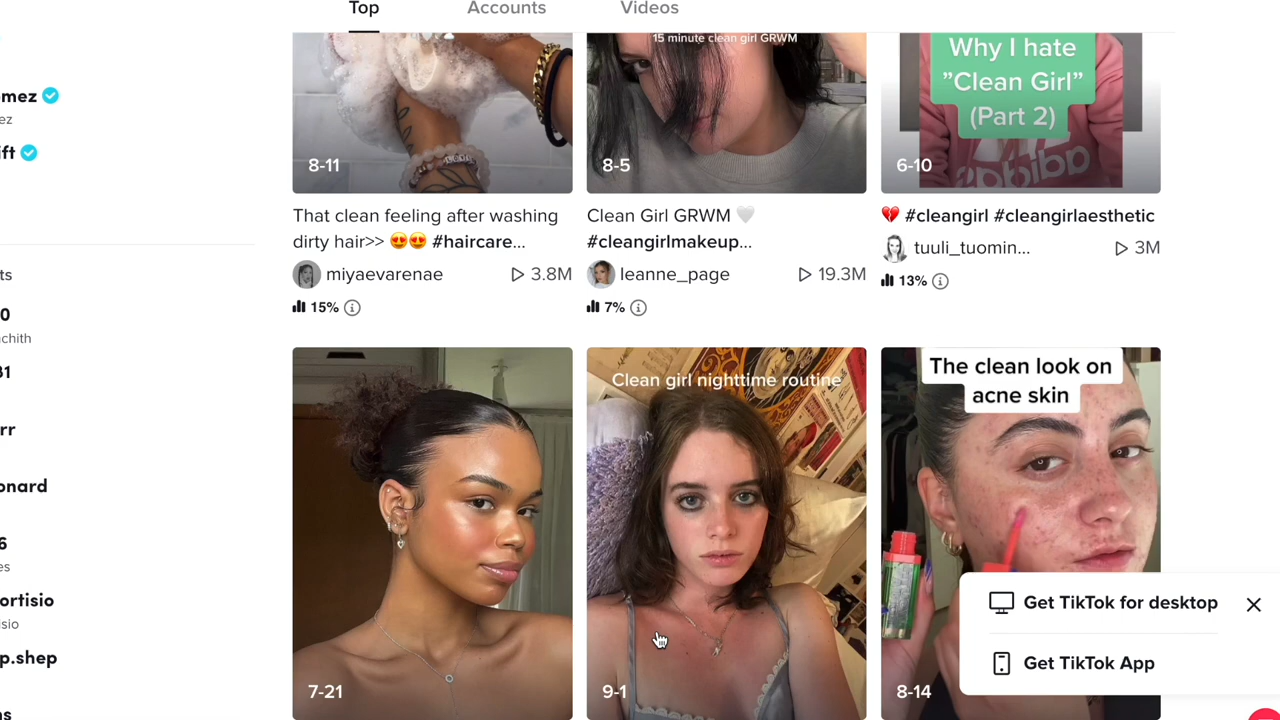 Top Accounts Videos
mez
ez
ft
ts
0
chith
31
rr
onard
6
es
ortisio
sio
p.shep
ns
15 minute clean girl GRWM
Why I hate
"Clean Girl"
(Part 2)
adidas
8-11
8-5
6-10
That clean feeling after washing
dirty hair>> 😍😍 #haircare...
miyaevarenae
3.8M
15%
Clean Girl GRWM 🤍
#cleangirlmakeup...
leanne_page
19.3M
7%
💔 #cleangirl #cleangirlaesthetic
tuuli_tuomin...
3M
13%
7-21
Clean girl nighttime routine
9-1
The clean look on
acne skin
8-14
Get TikTok for desktop
Get TikTok App